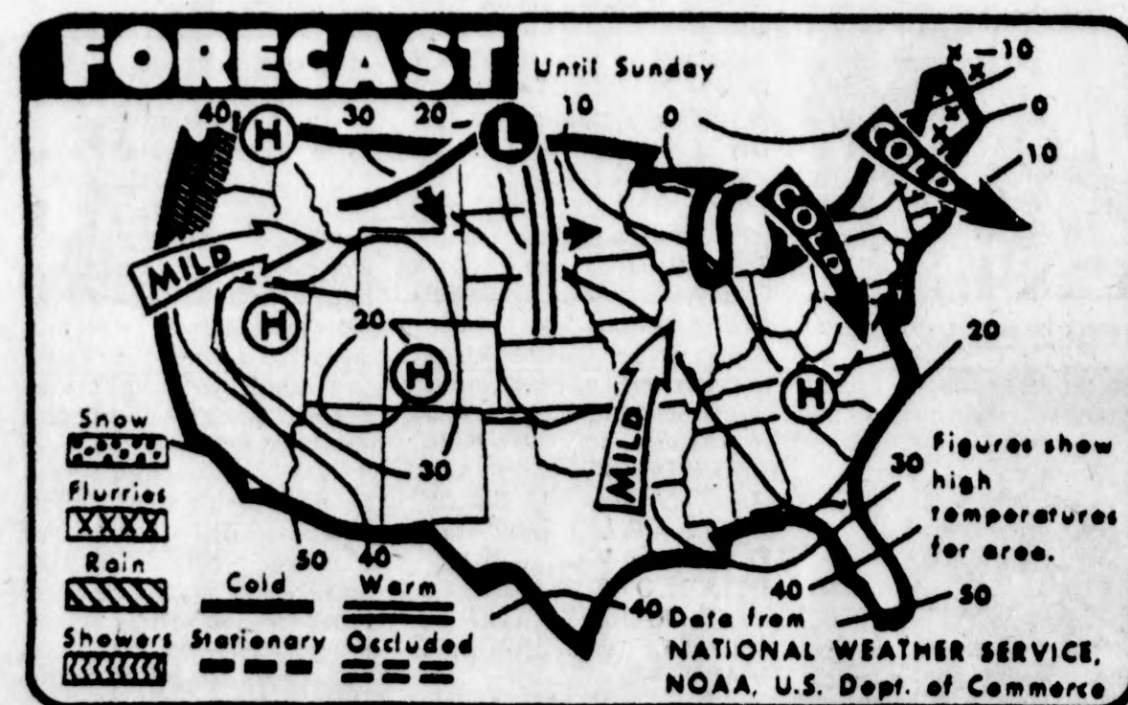 FORECAST Until Sunday
-10
40 H 30 20 L 10 0 0
COLD
10
COLD
MILD
H 20 H 20
H
MILD
Snow
30 30 Figures show
Flurries high
temperatures
Rain for area.
50 40 40 50
Cold Warm 40 Data from
Showers Stationary Occluded NATIONAL WEATHER SERVICE,
NOAA, U.S. Dept. of Commerce